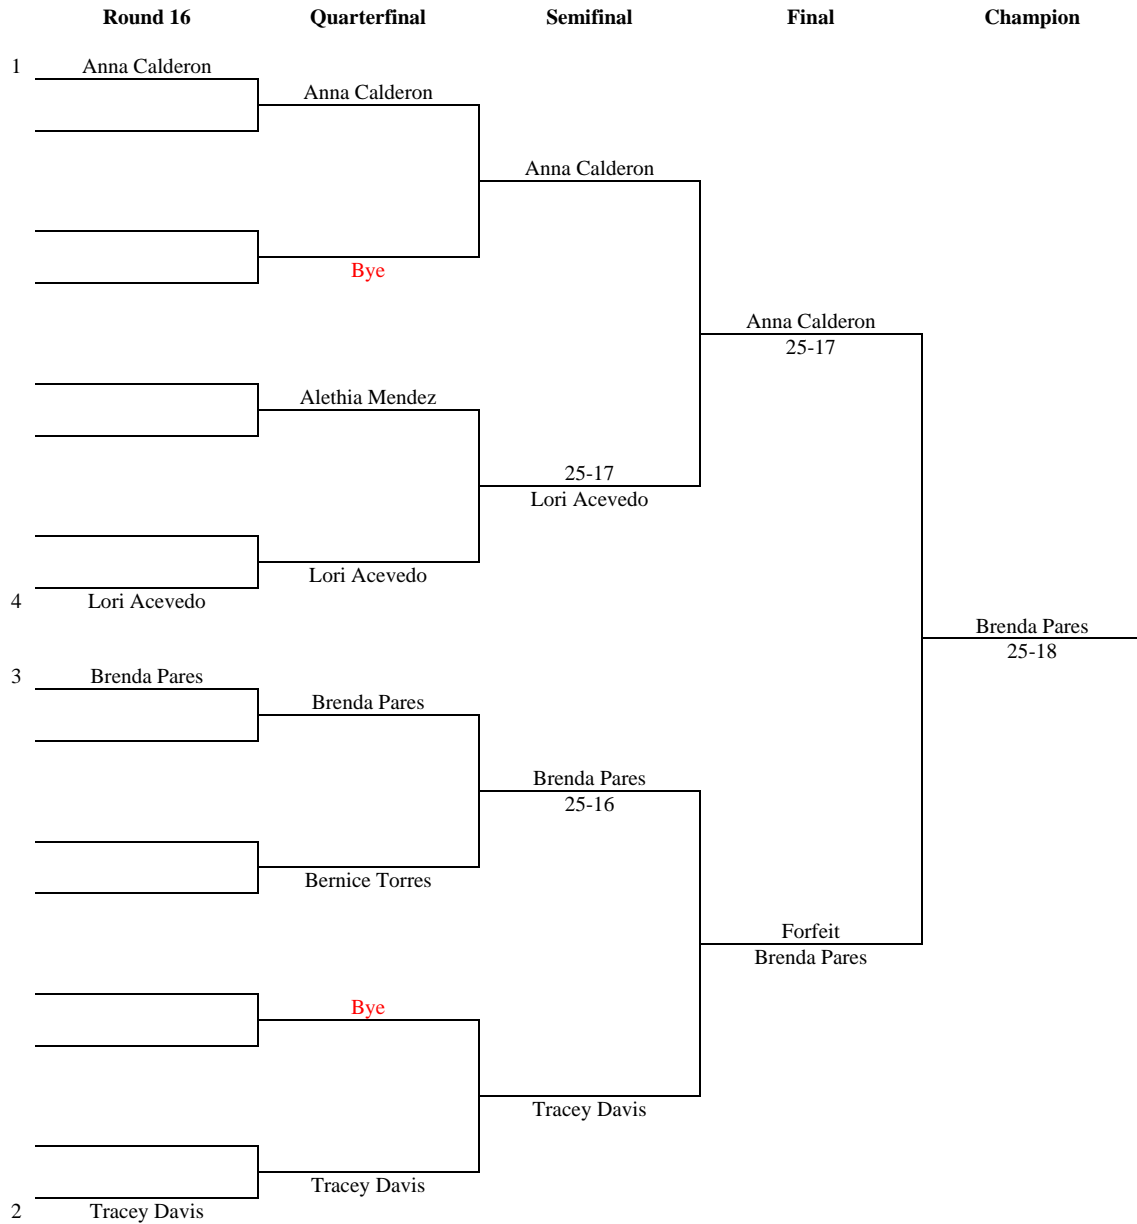 Round 16 Quarterfinal Semifinal Final Champion
1 Anna Calderon
Anna Calderon
Anna Calderon
Bye
Anna Calderon
25-17
Alethia Mendez
25-17
Lori Acevedo
Lori Acevedo
4 Lori Acevedo
Brenda Pares
25-18
3 Brenda Pares
Brenda Pares
Brenda Pares
25-16
Bernice Torres
Forfeit
Brenda Pares
Bye
Tracey Davis
Tracey Davis
2 Tracey Davis